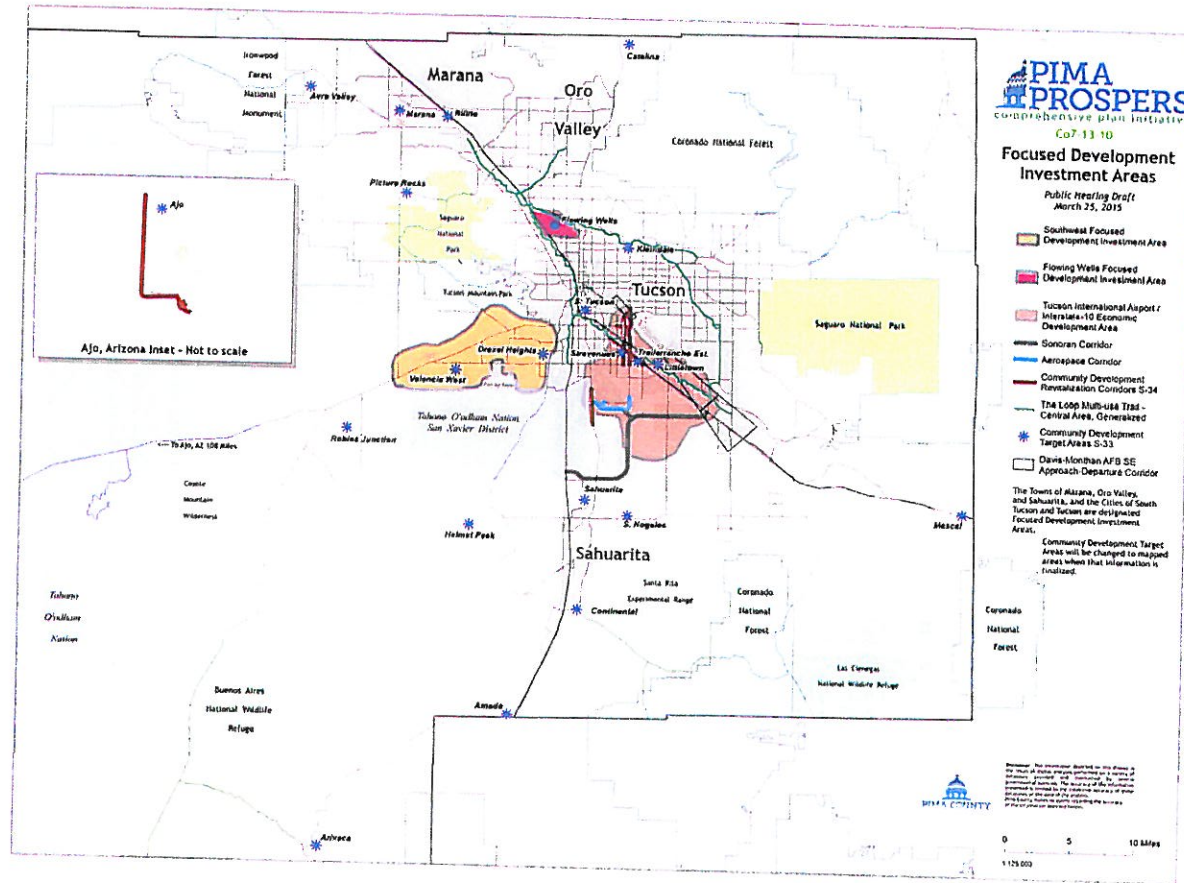 Ironwood
Forest
National
Monument
Avra Valley
Marana
Marana
Rillito
Catalina
Oro
Valley
Coronado National Forest
Picture Rocks
Saguaro
National
Park
Flowing Wells
Kleindale
Tucson Mountain Park
Tucson
S. Tucson
Saguaro National Park
Drexel Heights
Valencia West
Sirrevenues
Trailerrancho Est.
Littletown
Tohono O'odham Nation
San Xavier District
Robles Junction
To Ajo, AZ 108 Miles
Coyote
Mountain
Wilderness
Sahuarita
S. Nogales
Helmet Peak
Mescal
Sahuarita
Santa Rita
Experimental Range
Coronado
National
Forest
Coronado
National
Forest
Continental
Tohono
O'odham
Nation
Las Cienegas
National Wildlife Refuge
Buenos Aires
National Wildlife
Refuge
Amado
Arivaca
Ajo
Ajo, Arizona Inset - Not to scale
PIMA
PROSPERS
comprehensive plan initiative
Co7-13-10
Focused Development
Investment Areas
Public Hearing Draft
March 25, 2015
Southwest Focused
Development Investment Area
Flowing Wells Focused
Development Investment Area
Tucson International Airport /
Interstate-10 Economic
Development Area
Sonoran Corridor
Aerospace Corridor
Community Development
Revitalization Corridors S-34
The Loop Multi-use Trail -
Central Area, Generalized
Community Development
Target Areas S-33
Davis-Monthan AFB SE
Approach-Departure Corridor
The Towns of Marana, Oro Valley,
and Sahuarita, and the Cities of South
Tucson and Tucson are designated
Focused Development Investment
Areas.
Community Development Target
Areas will be changed to mapped
areas when that information is
finalized.
PIMA COUNTY
0 5 10 Miles
1:125,000